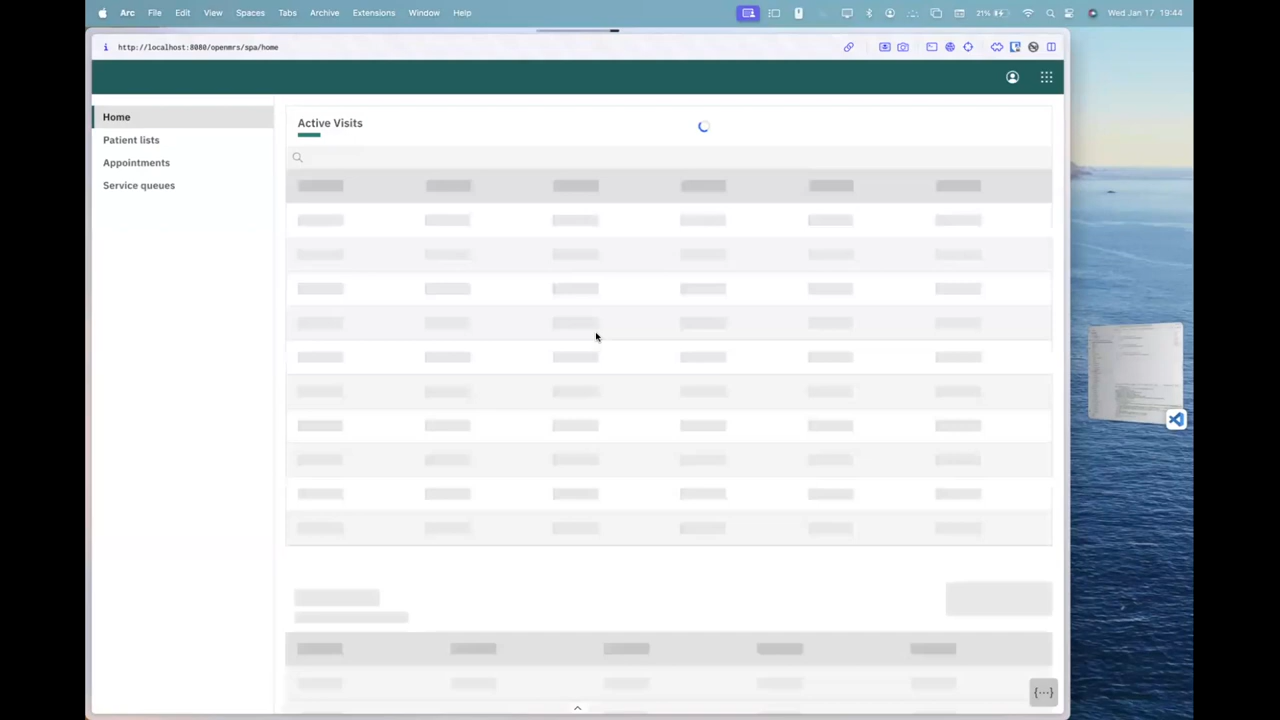 Arc File Edit View Spaces Tabs Archive Extensions Window Help 21% Wed Jan 17 19:44
http://localhost:8080/openmrs/spa/home
Home
Patient lists
Appointments
Service queues
Active Visits
{···}